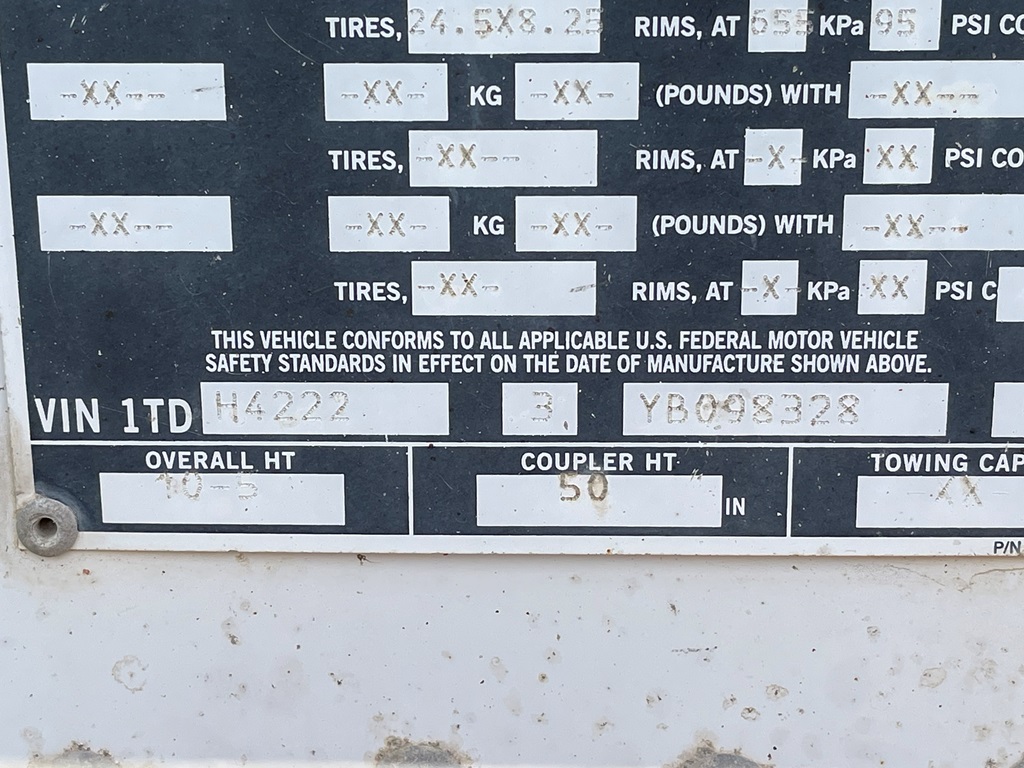 TIRES, 24.5X8.25 RIMS, AT 655 KPa 95 PSI CO
-XX-- -XX- KG -XX- (POUNDS) WITH -XX--
TIRES, -XX-- RIMS, AT -X- KPa XX PSI CO
-XX-- -XX- KG -XX- (POUNDS) WITH -XX--
TIRES, -XX- RIMS, AT -X- KPa XX PSI C
THIS VEHICLE CONFORMS TO ALL APPLICABLE U.S. FEDERAL MOTOR VEHICLE
SAFETY STANDARDS IN EFFECT ON THE DATE OF MANUFACTURE SHOWN ABOVE.
VIN 1TD H4222 3 YB098328
OVERALL HT COUPLER HT TOWING CAP
10-5 50 IN -XX-
P/N